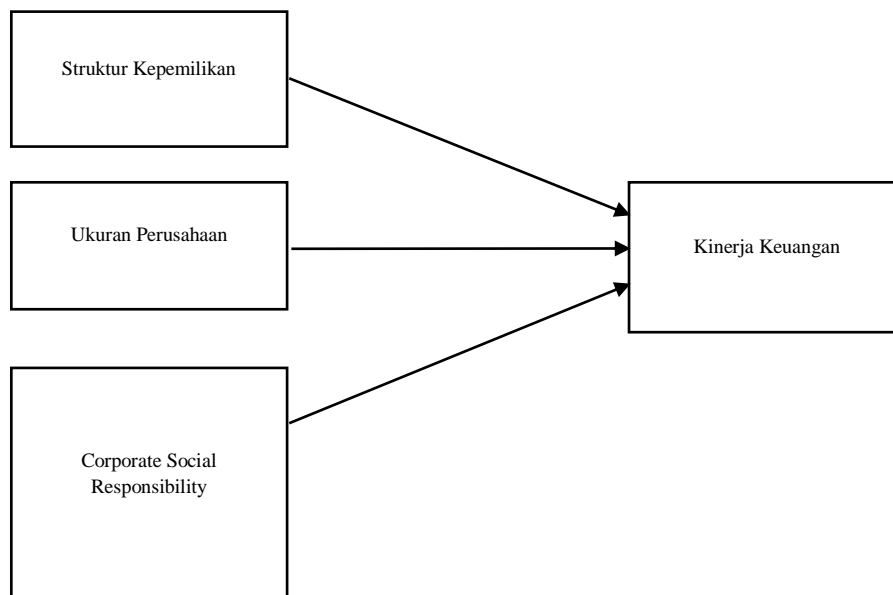 Struktur Kepemilikan
Ukuran Perusahaan
Kinerja Keuangan
Corporate Social
Responsibility